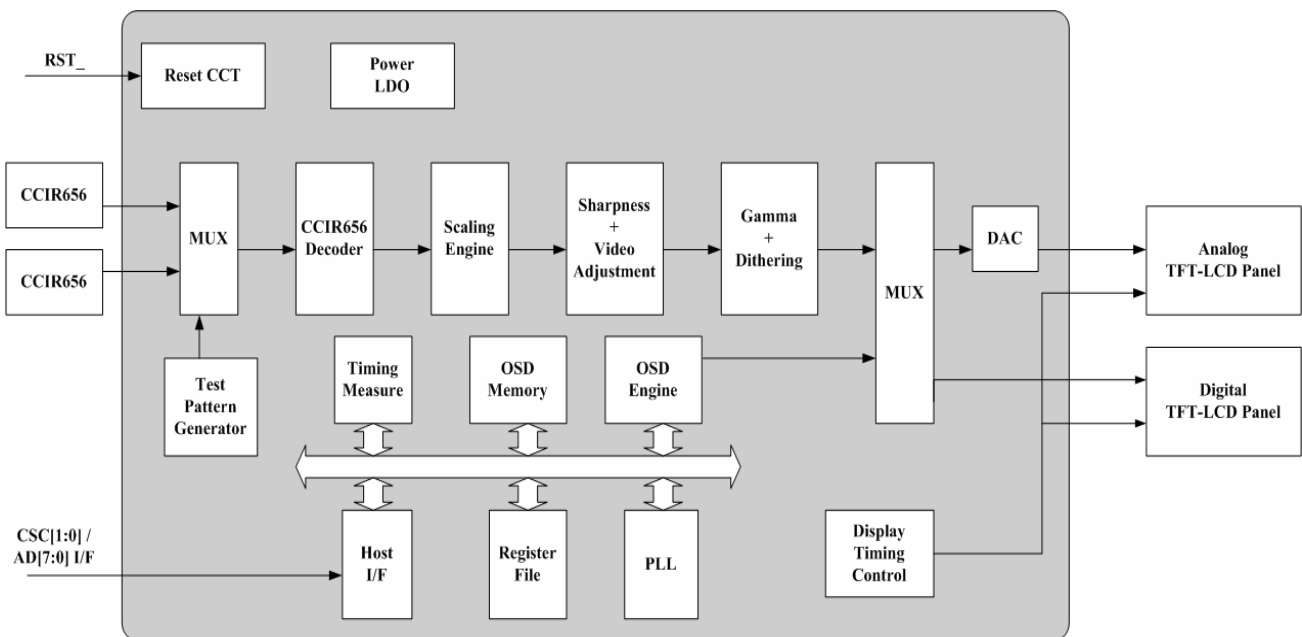 RST_
Reset CCT
Power
LDO
CCIR656
CCIR656
MUX
CCIR656
Decoder
Scaling
Engine
Sharpness
+
Video
Adjustment
Gamma
+
Dithering
MUX
DAC
Analog
TFT-LCD Panel
Test
Pattern
Generator
Timing
Measure
OSD
Memory
OSD
Engine
Digital
TFT-LCD Panel
CSC[1:0] /
AD[7:0] I/F
Host
I/F
Register
File
PLL
Display
Timing
Control